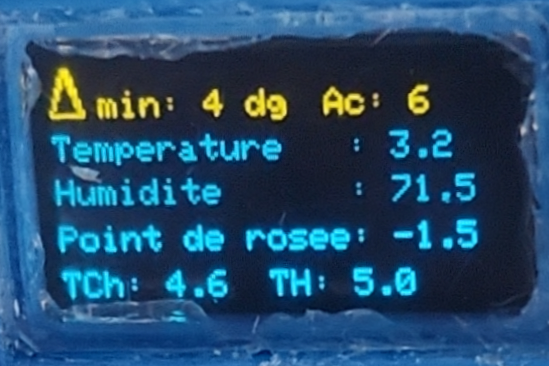 Δ min: 4 dg Ac: 6
Temperature : 3.2
Humidite : 71.5
Point de rosee: -1.5
TCh: 4.6 TH: 5.0